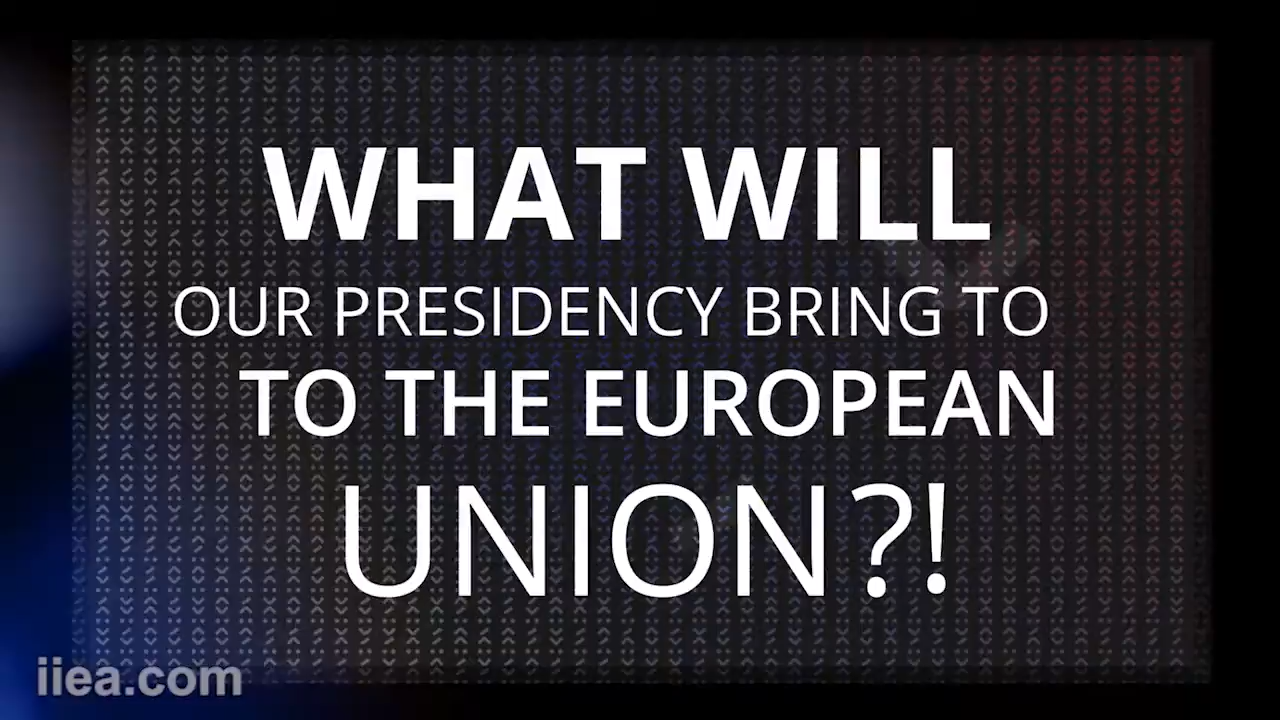 WHAT WILL
OUR PRESIDENCY BRING TO
TO THE EUROPEAN
UNION?!
iiea.com